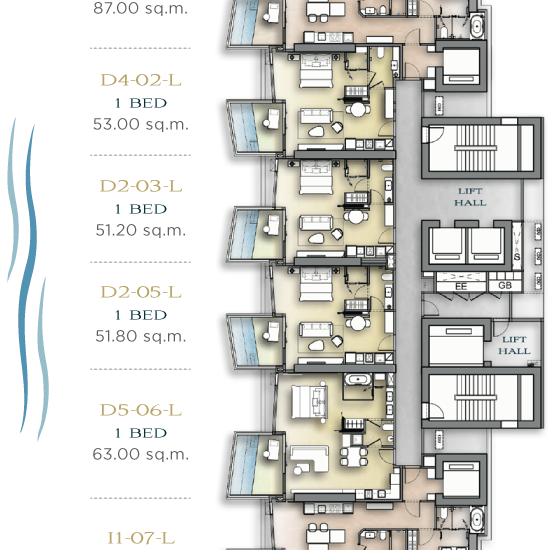 87.00 sq.m.
D4-02-L
1 BED
53.00 sq.m.
D2-03-L
1 BED
51.20 sq.m.
LIFT
HALL
D2-05-L
1 BED
51.80 sq.m.
S
EE
GB
LIFT
HALL
D5-06-L
1 BED
63.00 sq.m.
I1-07-L